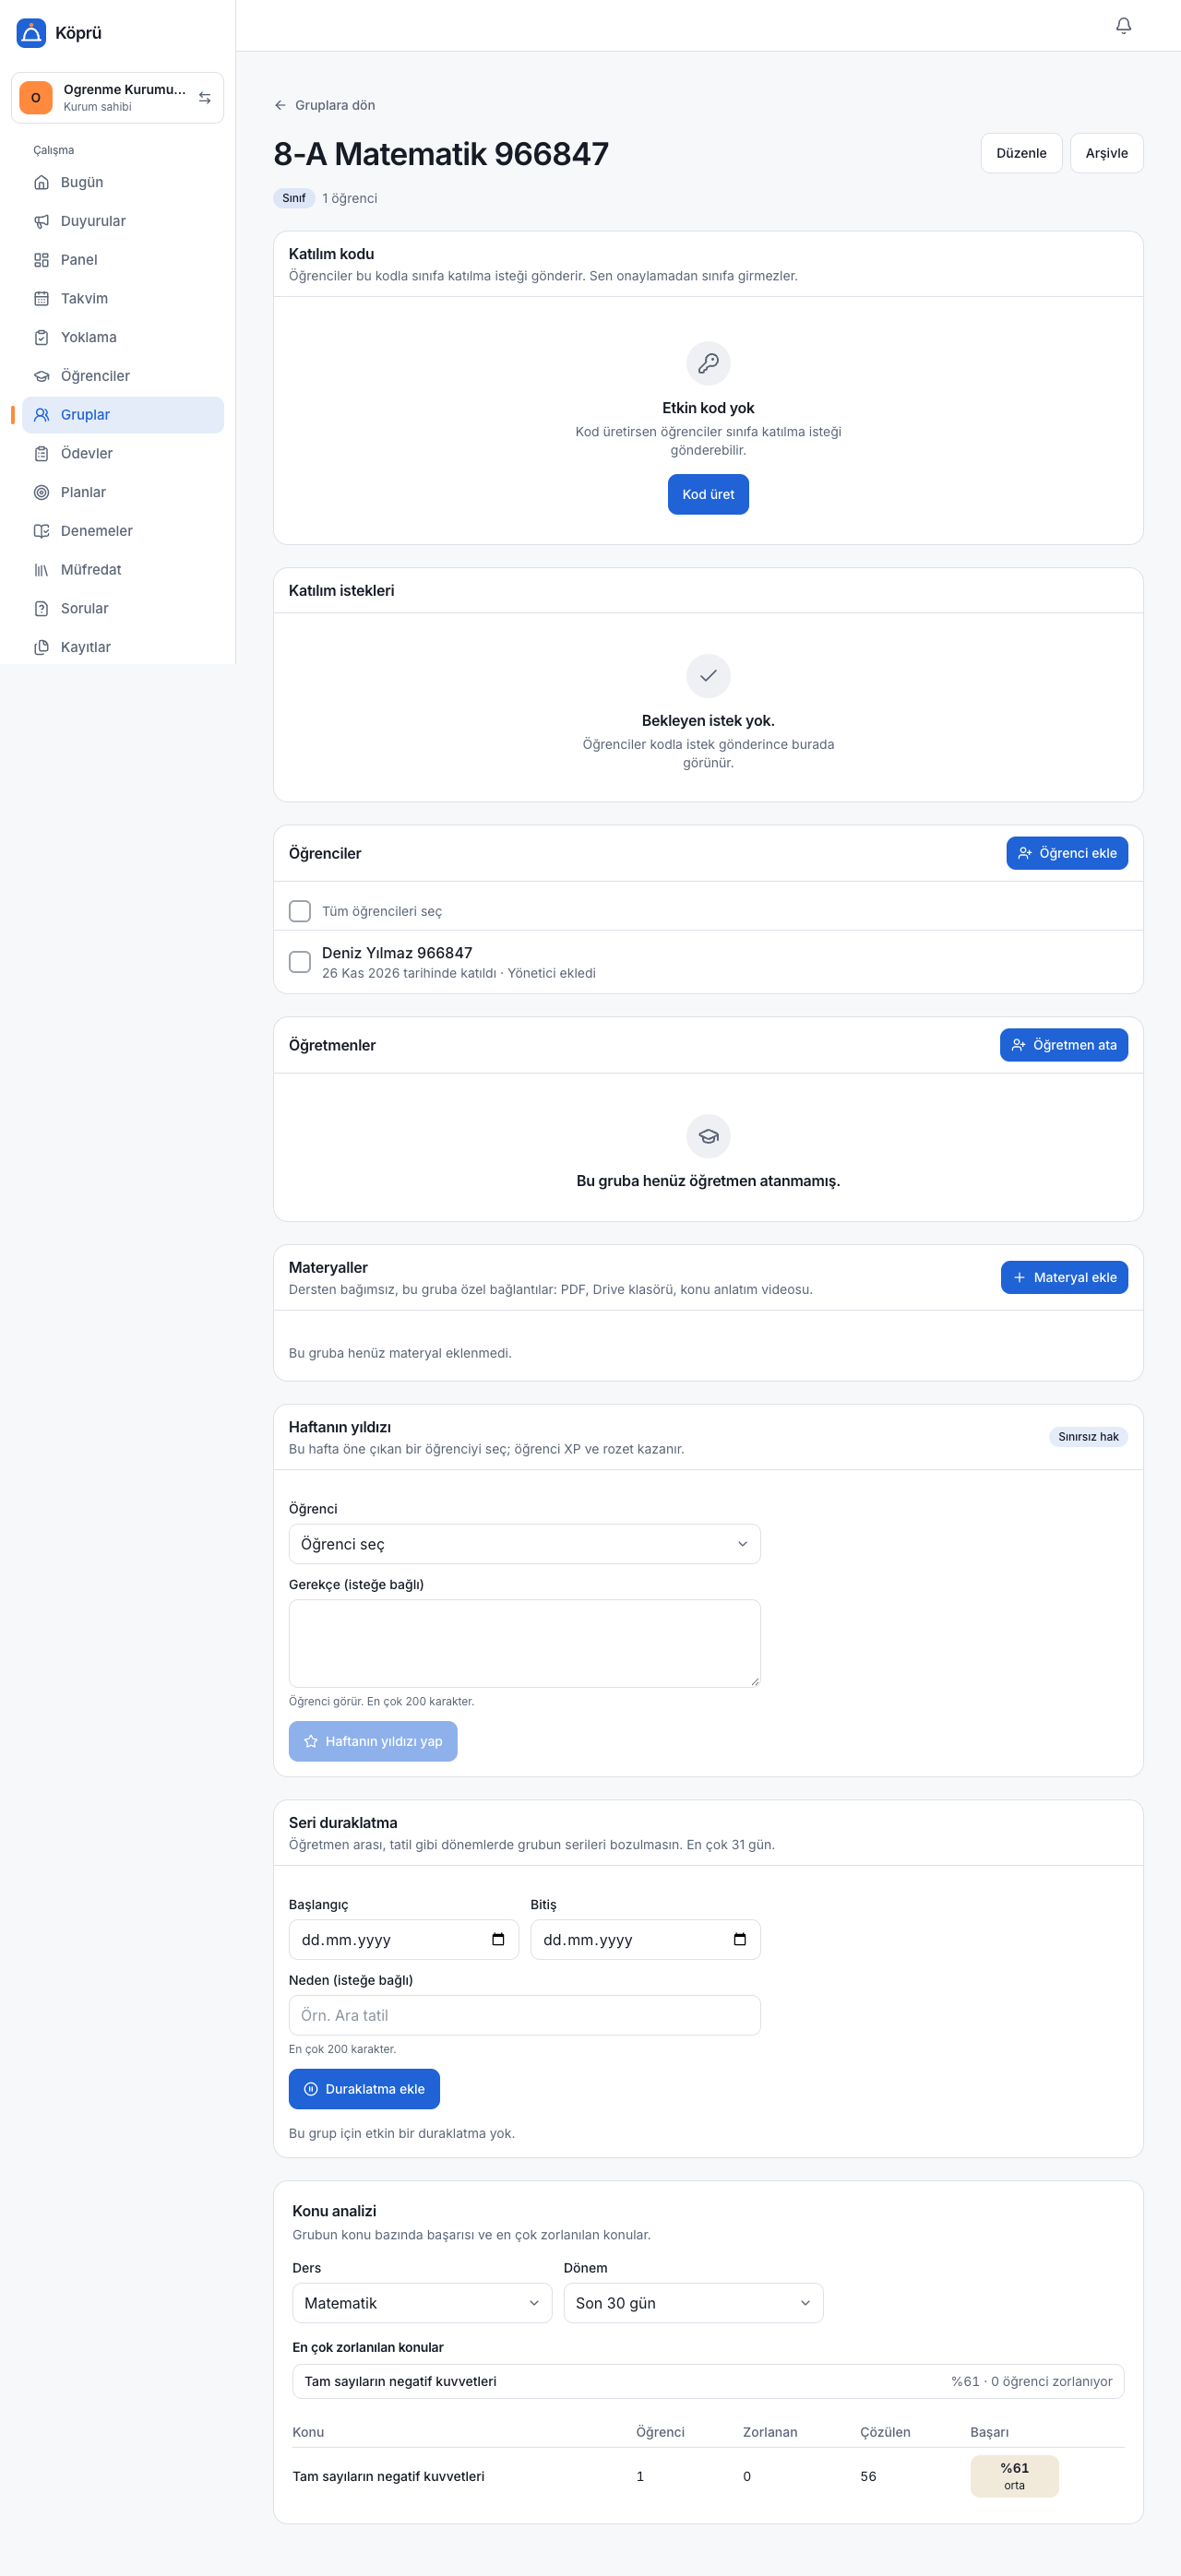 Köprü
O
Ogrenme Kurumu...
Kurum sahibi
Çalışma
Bugün
Duyurular
Panel
Takvim
Yoklama
Öğrenciler
Gruplar
Ödevler
Planlar
Denemeler
Müfredat
Sorular
Kayıtlar
Gruplara dön
8-A Matematik 966847
Düzenle
Arşivle
Sınıf
1 öğrenci
Katılım kodu
Öğrenciler bu kodla sınıfa katılma isteği gönderir. Sen onaylamadan sınıfa girmezler.
Etkin kod yok
Kod üretirsen öğrenciler sınıfa katılma isteği
gönderebilir.
Kod üret
Katılım istekleri
Bekleyen istek yok.
Öğrenciler kodla istek gönderince burada
görünür.
Öğrenciler
Öğrenci ekle
Tüm öğrencileri seç
Deniz Yılmaz 966847
26 Kas 2026 tarihinde katıldı · Yönetici ekledi
Öğretmenler
Öğretmen ata
Bu gruba henüz öğretmen atanmamış.
Materyaller
Dersten bağımsız, bu gruba özel bağlantılar: PDF, Drive klasörü, konu anlatım videosu.
Materyal ekle
Bu gruba henüz materyal eklenmedi.
Haftanın yıldızı
Bu hafta öne çıkan bir öğrenciyi seç; öğrenci XP ve rozet kazanır.
Sınırsız hak
Öğrenci
Öğrenci seç
Gerekçe (isteğe bağlı)
Öğrenci görür. En çok 200 karakter.
Haftanın yıldızı yap
Seri duraklatma
Öğretmen arası, tatil gibi dönemlerde grubun serileri bozulmasın. En çok 31 gün.
Başlangıç
Bitiş
dd.mm.yyyy
dd.mm.yyyy
Neden (isteğe bağlı)
Örn. Ara tatil
En çok 200 karakter.
Duraklatma ekle
Bu grup için etkin bir duraklatma yok.
Konu analizi
Grubun konu bazında başarısı ve en çok zorlanılan konular.
Ders
Dönem
Matematik
Son 30 gün
En çok zorlanılan konular
Tam sayıların negatif kuvvetleri
%61 · 0 öğrenci zorlanıyor
Konu
Öğrenci
Zorlanan
Çözülen
Başarı
Tam sayıların negatif kuvvetleri
1
0
56
%61
orta